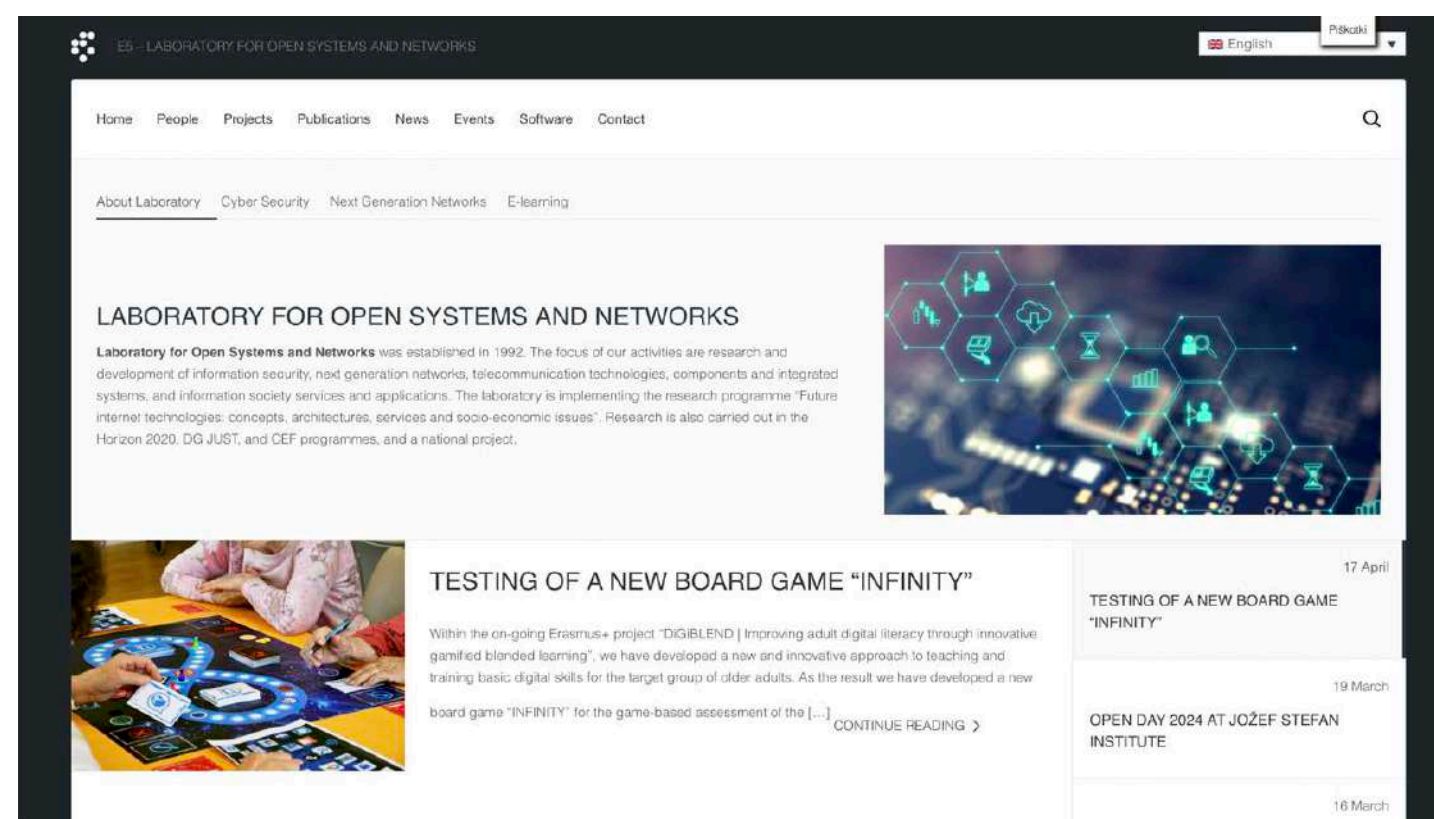 E5 – LABORATORY FOR OPEN SYSTEMS AND NETWORKS
English
Piškotki
Home People Projects Publications News Events Software Contact
About Laboratory Cyber Security Next Generation Networks E-learning
LABORATORY FOR OPEN SYSTEMS AND NETWORKS
Laboratory for Open Systems and Networks was established in 1992. The focus of our activities are research and
development of information security, next generation networks, telecommunication technologies, components and integrated
systems, and information society services and applications. The laboratory is implementing the research programme "Future
internet technologies: concepts, architectures, services and socio-economic issues". Research is also carried out in the
Horizon 2020, DG JUST, and CEF programmes, and a national project.
TESTING OF A NEW BOARD GAME “INFINITY”
Within the on-going Erasmus+ project "DiGiBLEND | Improving adult digital literacy through innovative
gamified blended learning", we have developed a new and innovative approach to teaching and
training basic digital skills for the target group of older adults. As the result we have developed a new
board game "INFINITY" for the game-based assessment of the [...]
CONTINUE READING
17 April
TESTING OF A NEW BOARD GAME
“INFINITY”
19 March
OPEN DAY 2024 AT JOŽEF STEFAN
INSTITUTE
16 March